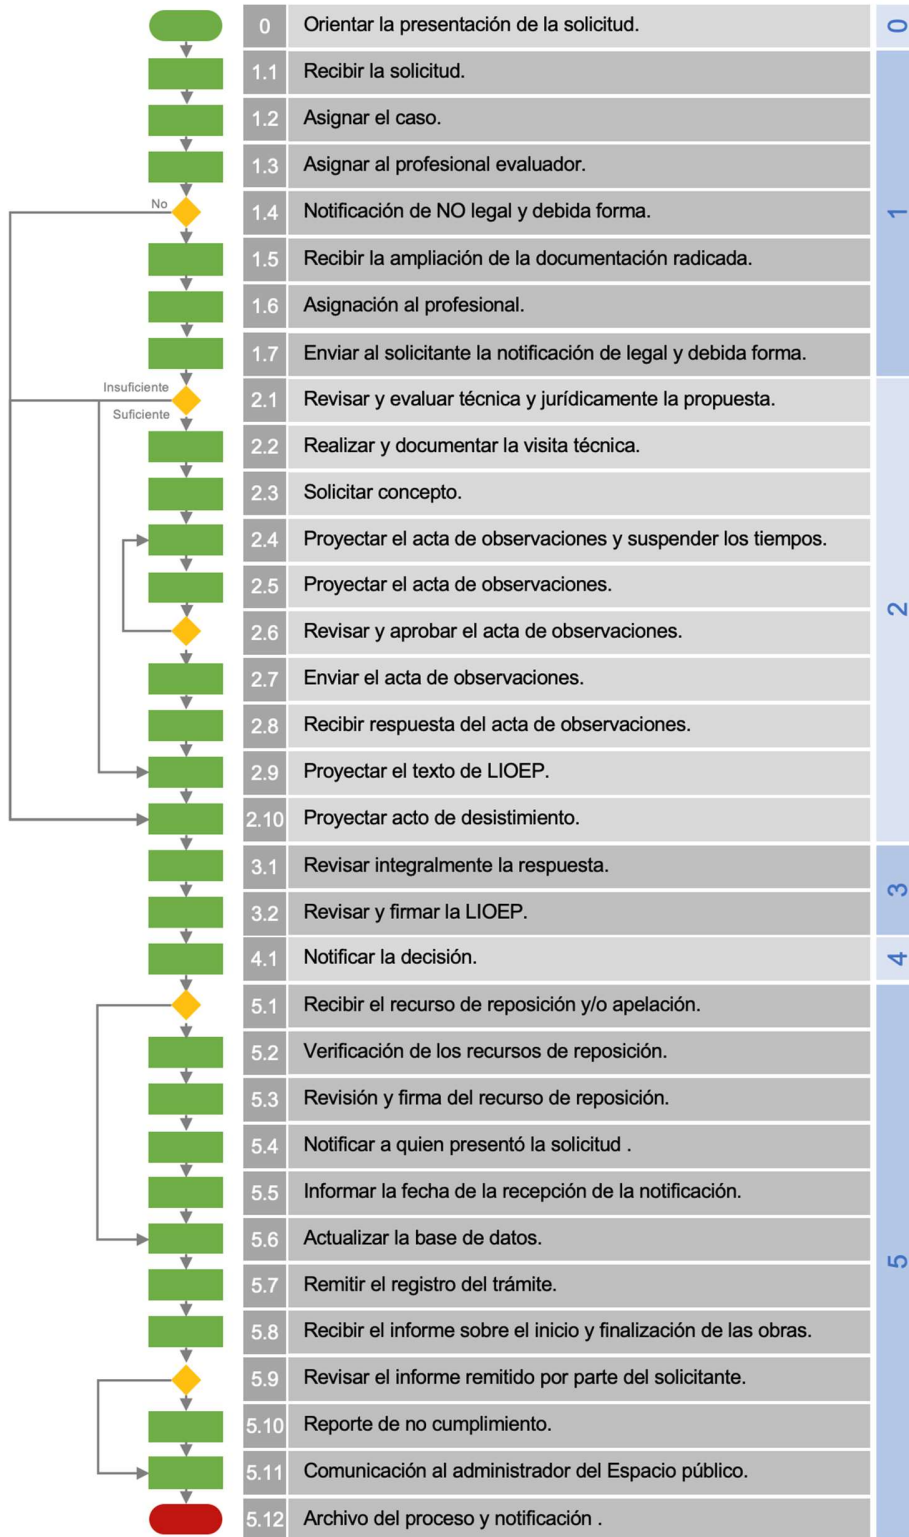 0 Orientar la presentación de la solicitud. 0
1.1 Recibir la solicitud.
1.2 Asignar el caso.
1.3 Asignar al profesional evaluador.
No 1.4 Notificación de NO legal y debida forma. 1
1.5 Recibir la ampliación de la documentación radicada.
1.6 Asignación al profesional.
1.7 Enviar al solicitante la notificación de legal y debida forma.
Insuficiente
2.1 Revisar y evaluar técnica y jurídicamente la propuesta.
Suficiente
2.2 Realizar y documentar la visita técnica.
2.3 Solicitar concepto.
2.4 Proyectar el acta de observaciones y suspender los tiempos.
2.5 Proyectar el acta de observaciones.
2
2.6 Revisar y aprobar el acta de observaciones.
2.7 Enviar el acta de observaciones.
2.8 Recibir respuesta del acta de observaciones.
2.9 Proyectar el texto de LIOEP.
2.10 Proyectar acto de desistimiento.
3.1 Revisar integralmente la respuesta.
3
3.2 Revisar y firmar la LIOEP.
4.1 Notificar la decisión. 4
5.1 Recibir el recurso de reposición y/o apelación.
5.2 Verificación de los recursos de reposición.
5.3 Revisión y firma del recurso de reposición.
5.4 Notificar a quien presentó la solicitud .
5.5 Informar la fecha de la recepción de la notificación.
5.6 Actualizar la base de datos.
5
5.7 Remitir el registro del trámite.
5.8 Recibir el informe sobre el inicio y finalización de las obras.
5.9 Revisar el informe remitido por parte del solicitante.
5.10 Reporte de no cumplimiento.
5.11 Comunicación al administrador del Espacio público.
5.12 Archivo del proceso y notificación .